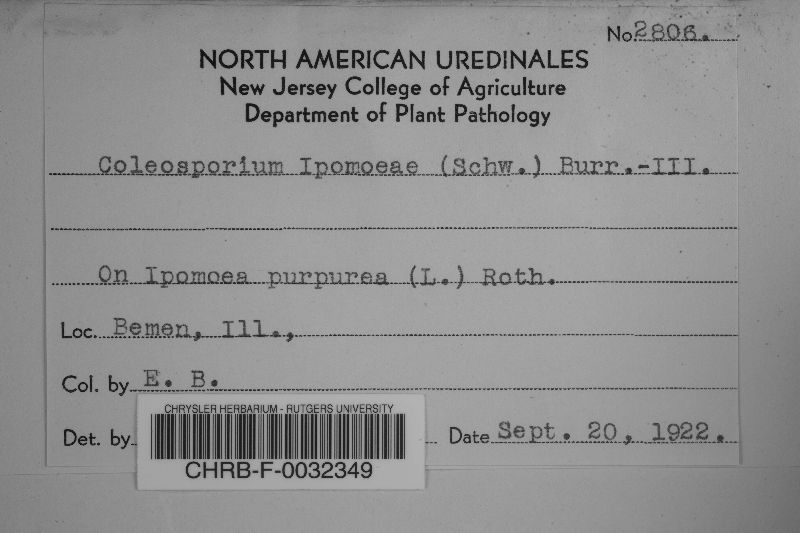 No 2806.
NORTH AMERICAN UREDINALES
New Jersey College of Agriculture
Department of Plant Pathology
Coleosporium Ipomoeae (Schw.) Burr.-III.
On Ipomoea purpurea (L.) Roth.
Loc. Bemen, Ill.,
Col. by E. B.
Det. by
Date Sept. 20, 1922.
CHRYSLER HERBARIUM - RUTGERS UNIVERSITY
CHRB-F-0032349